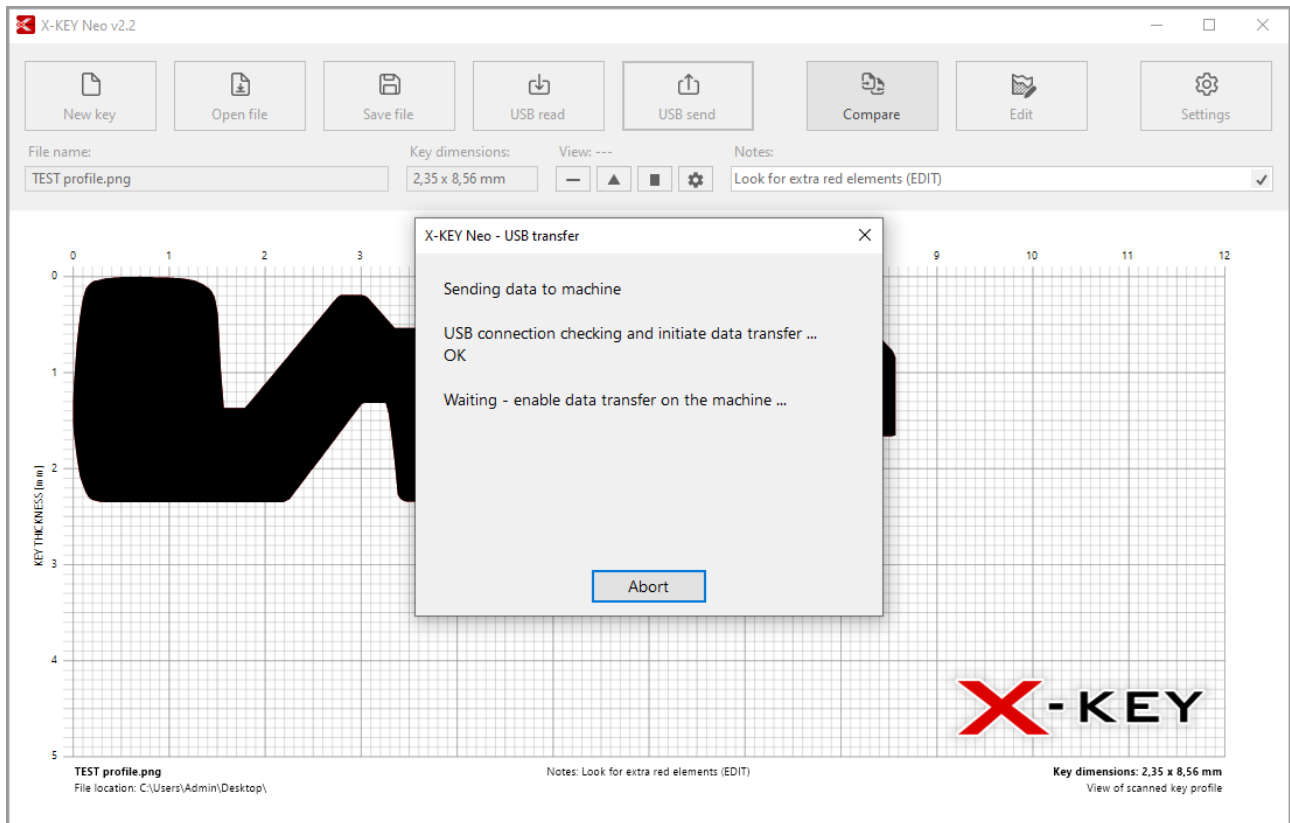 X-KEY Neo v2.2
New key
Open file
Save file
USB read
USB send
Compare
Edit
Settings
File name:
Key dimensions:
View: ---
Notes:
TEST profile.png
2,35 x 8,56 mm
Look for extra red elements (EDIT)
X-KEY Neo - USB transfer
Sending data to machine
USB connection checking and initiate data transfer ...
OK
Waiting - enable data transfer on the machine ...
Abort
0 1 2 3 9 10 11 12
0
1
2
3
4
5
KEY THICKNESS [mm]
X-KEY
TEST profile.png
File location: C:\Users\Admin\Desktop\
Notes: Look for extra red elements (EDIT)
Key dimensions: 2,35 x 8,56 mm
View of scanned key profile